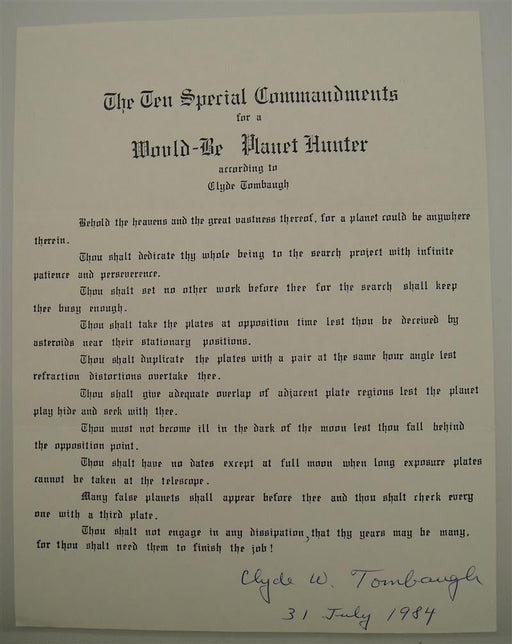 The Ten Special Commandments
for a
Would-Be Planet Hunter
according to
Clyde Tombaugh
Behold the heavens and the great vastness thereof, for a planet could be anywhere
therein.
Thou shalt dedicate thy whole being to the search project with infinite
patience and perseverence.
Thou shalt set no other work before thee for the search shall keep
thee busy enough.
Thou shalt take the plates at opposition time lest thou be deceived by
asteroids near their stationary positions.
Thou shalt duplicate the plates with a pair at the same hour angle lest
refraction distortions overtake thee.
Thou shalt give adequate overlap of adjacent plate regions lest the planet
play hide and seek with thee.
Thou must not become ill in the dark of the moon lest thou fall behind
the opposition point.
Thou shalt have no dates except at full moon when long exposure plates
cannot be taken at the telescope.
Many false planets shall appear before thee and thou shalt check every
one with a third plate.
Thou shalt not engage in any dissipation, that thy years may be many,
for thou shalt need them to finish the job!
Clyde W. Tombaugh
31 July 1984